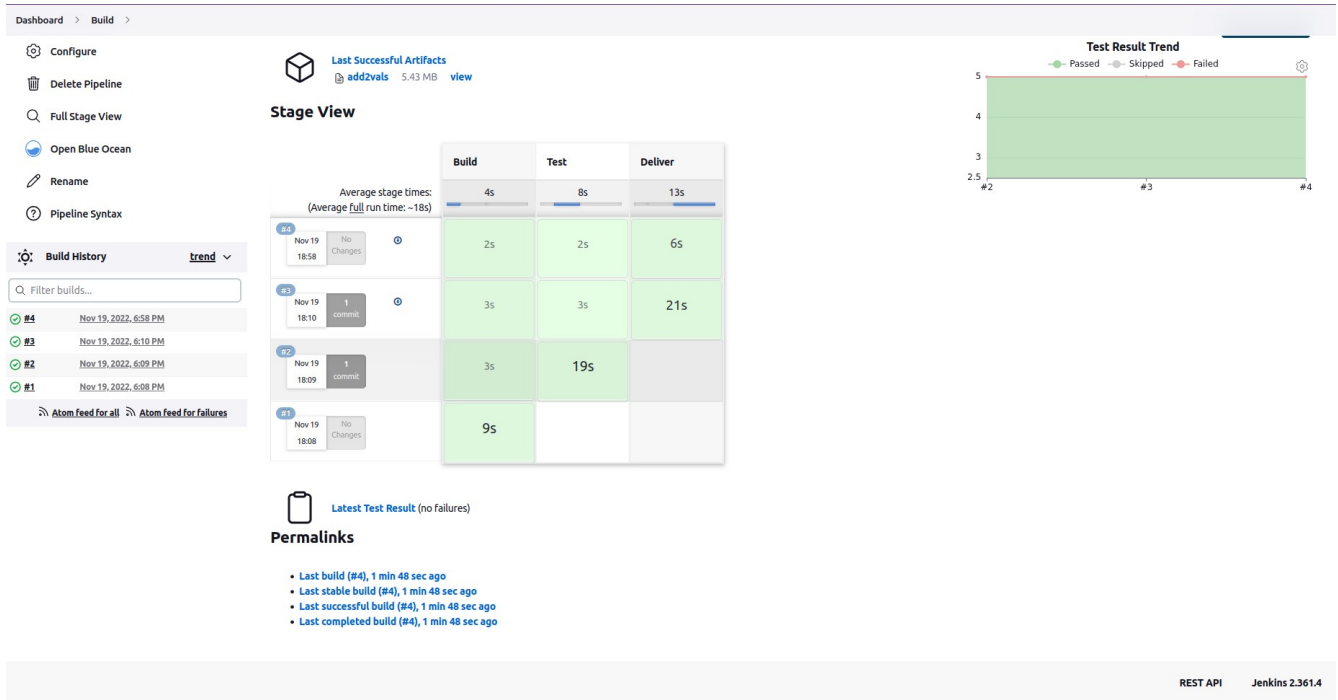 Dashboard > Build >
Configure
Delete Pipeline
Full Stage View
Open Blue Ocean
Rename
Pipeline Syntax
Build History trend
Filter builds...
#4 Nov 19, 2022, 6:58 PM
#3 Nov 19, 2022, 6:10 PM
#2 Nov 19, 2022, 6:09 PM
#1 Nov 19, 2022, 6:08 PM
Atom feed for all Atom feed for failures
Last Successful Artifacts
add2vals 5.43 MB view
Stage View
Build Test Deliver
Average stage times: 4s 8s 13s
(Average full run time: ~18s)
#4
Nov 19 No
18:58 Changes
2s 2s 6s
#3
Nov 19 1
18:10 commit
3s 3s 21s
#2
Nov 19 1
18:09 commit
3s 19s
#1
Nov 19 No
18:08 Changes
9s
Latest Test Result (no failures)
Permalinks
• Last build (#4), 1 min 48 sec ago
• Last stable build (#4), 1 min 48 sec ago
• Last successful build (#4), 1 min 48 sec ago
• Last completed build (#4), 1 min 48 sec ago
Test Result Trend
Passed Skipped Failed
5
4
3
2.5
#2 #3 #4
REST API Jenkins 2.361.4